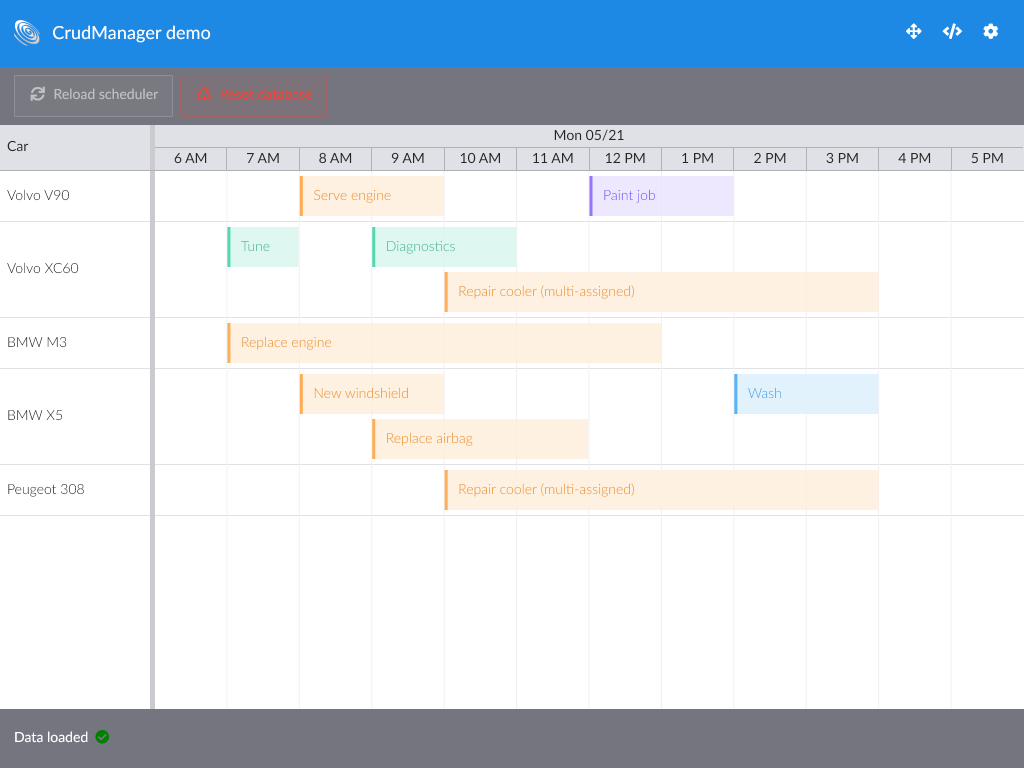 CrudManager demo
Reload scheduler
Reset database
Car
Mon 05/21
6 AM 7 AM 8 AM 9 AM 10 AM 11 AM 12 PM 1 PM 2 PM 3 PM 4 PM 5 PM
Volvo V90
Serve engine
Paint job
Volvo XC60
Tune
Diagnostics
Repair cooler (multi-assigned)
BMW M3
Replace engine
BMW X5
New windshield
Wash
Replace airbag
Peugeot 308
Repair cooler (multi-assigned)
Data loaded